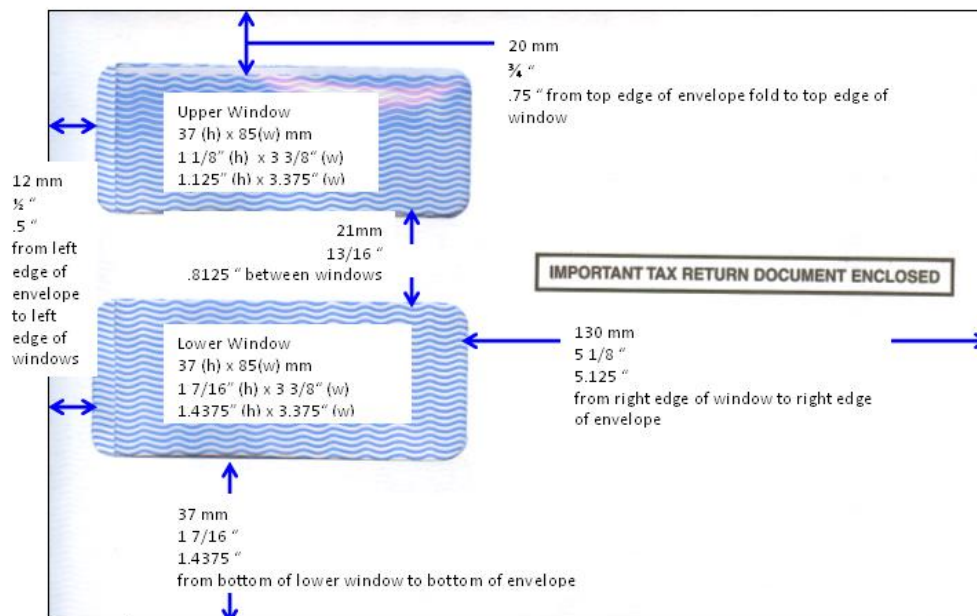 20 mm
¾ “
.75 “ from top edge of envelope fold to top edge of
window
Upper Window
37 (h) x 85(w) mm
1 1/8” (h) x 3 3/8” (w)
1.125” (h) x 3.375” (w)
12 mm
½ “
.5 “
from left
edge of
envelope
to left
edge of
windows
21mm
13/16 “
.8125 “ between windows
IMPORTANT TAX RETURN DOCUMENT ENCLOSED
Lower Window
37 (h) x 85(w) mm
1 7/16” (h) x 3 3/8” (w)
1.4375” (h) x 3.375” (w)
130 mm
5 1/8 “
5.125 “
from right edge of window to right edge
of envelope
37 mm
1 7/16 “
1.4375 “
from bottom of lower window to bottom of envelope